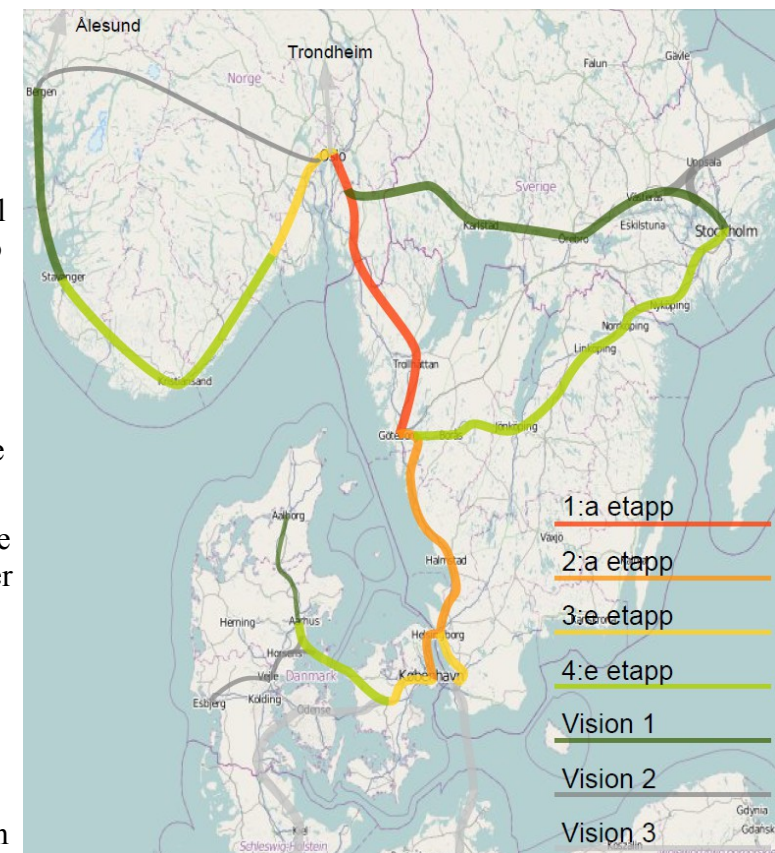 Ålesund
Trondheim
Falun
Gävle
Norge
Bergen
Oslo
Uppsala
Sverige
Västerås
l
Karlstad
Örebro
Eskilstuna
Stockholm
Stavanger
Nyköping
Norrköping
Linköping
Trollhättan
Kristiansand
Göteborg
Borås
Jönköping
e
1:a etapp
Aalborg
e
Växjö
er
Halmstad
2:a etapp
Herning
Aarhus
3:e etapp
Helsingborg
Horsens
Vejle
Danmark
København
4:e etapp
Esbjerg
Kolding
Odense
Vision 1
Vision 2
Gdynia
Gdańsk
n
Kiel
Vision 3
Schleswig-Holstein
Koszalin